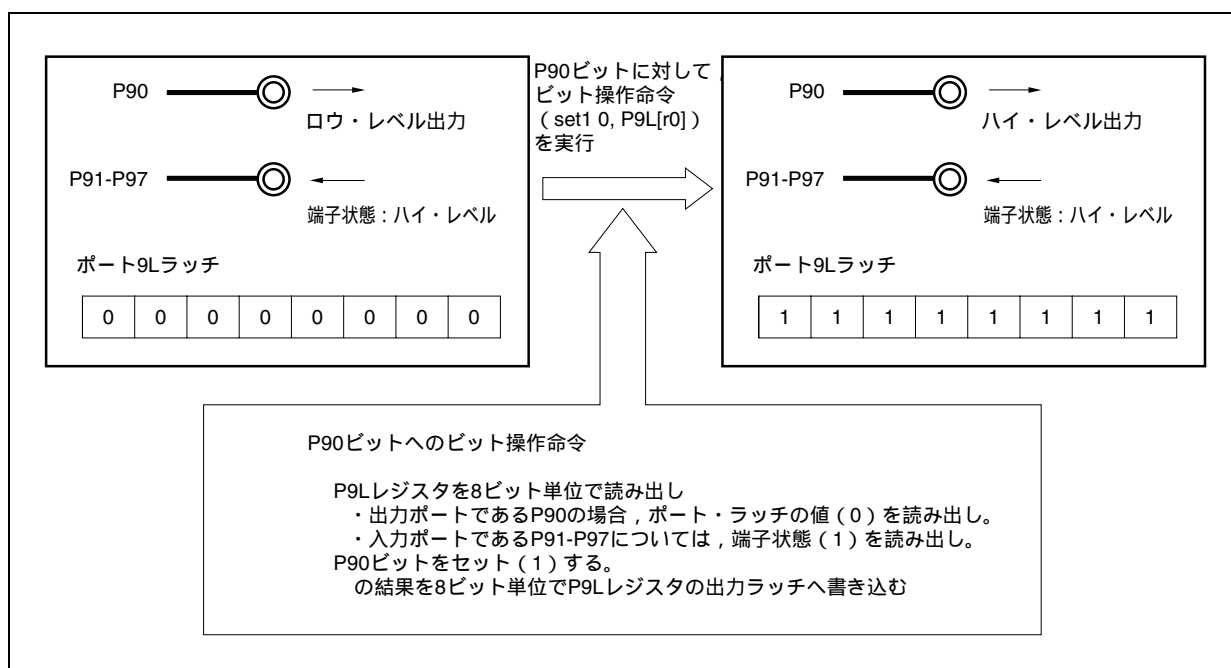 P90
ロウ・レベル出力
P91-P97
端子状態：ハイ・レベル
ポート9Lラッチ
0 0 0 0 0 0 0 0
P90ビットに対して，
ビット操作命令
（set1 0, P9L[r0]）
を実行
P90
ハイ・レベル出力
P91-P97
端子状態：ハイ・レベル
ポート9Lラッチ
1 1 1 1 1 1 1 1
P90ビットへのビット操作命令
P9Lレジスタを8ビット単位で読み出し
・出力ポートであるP90の場合，ポート・ラッチの値（0）を読み出し。
・入力ポートであるP91-P97については，端子状態（1）を読み出し。
P90ビットをセット（1）する。
の結果を8ビット単位でP9Lレジスタの出力ラッチへ書き込む